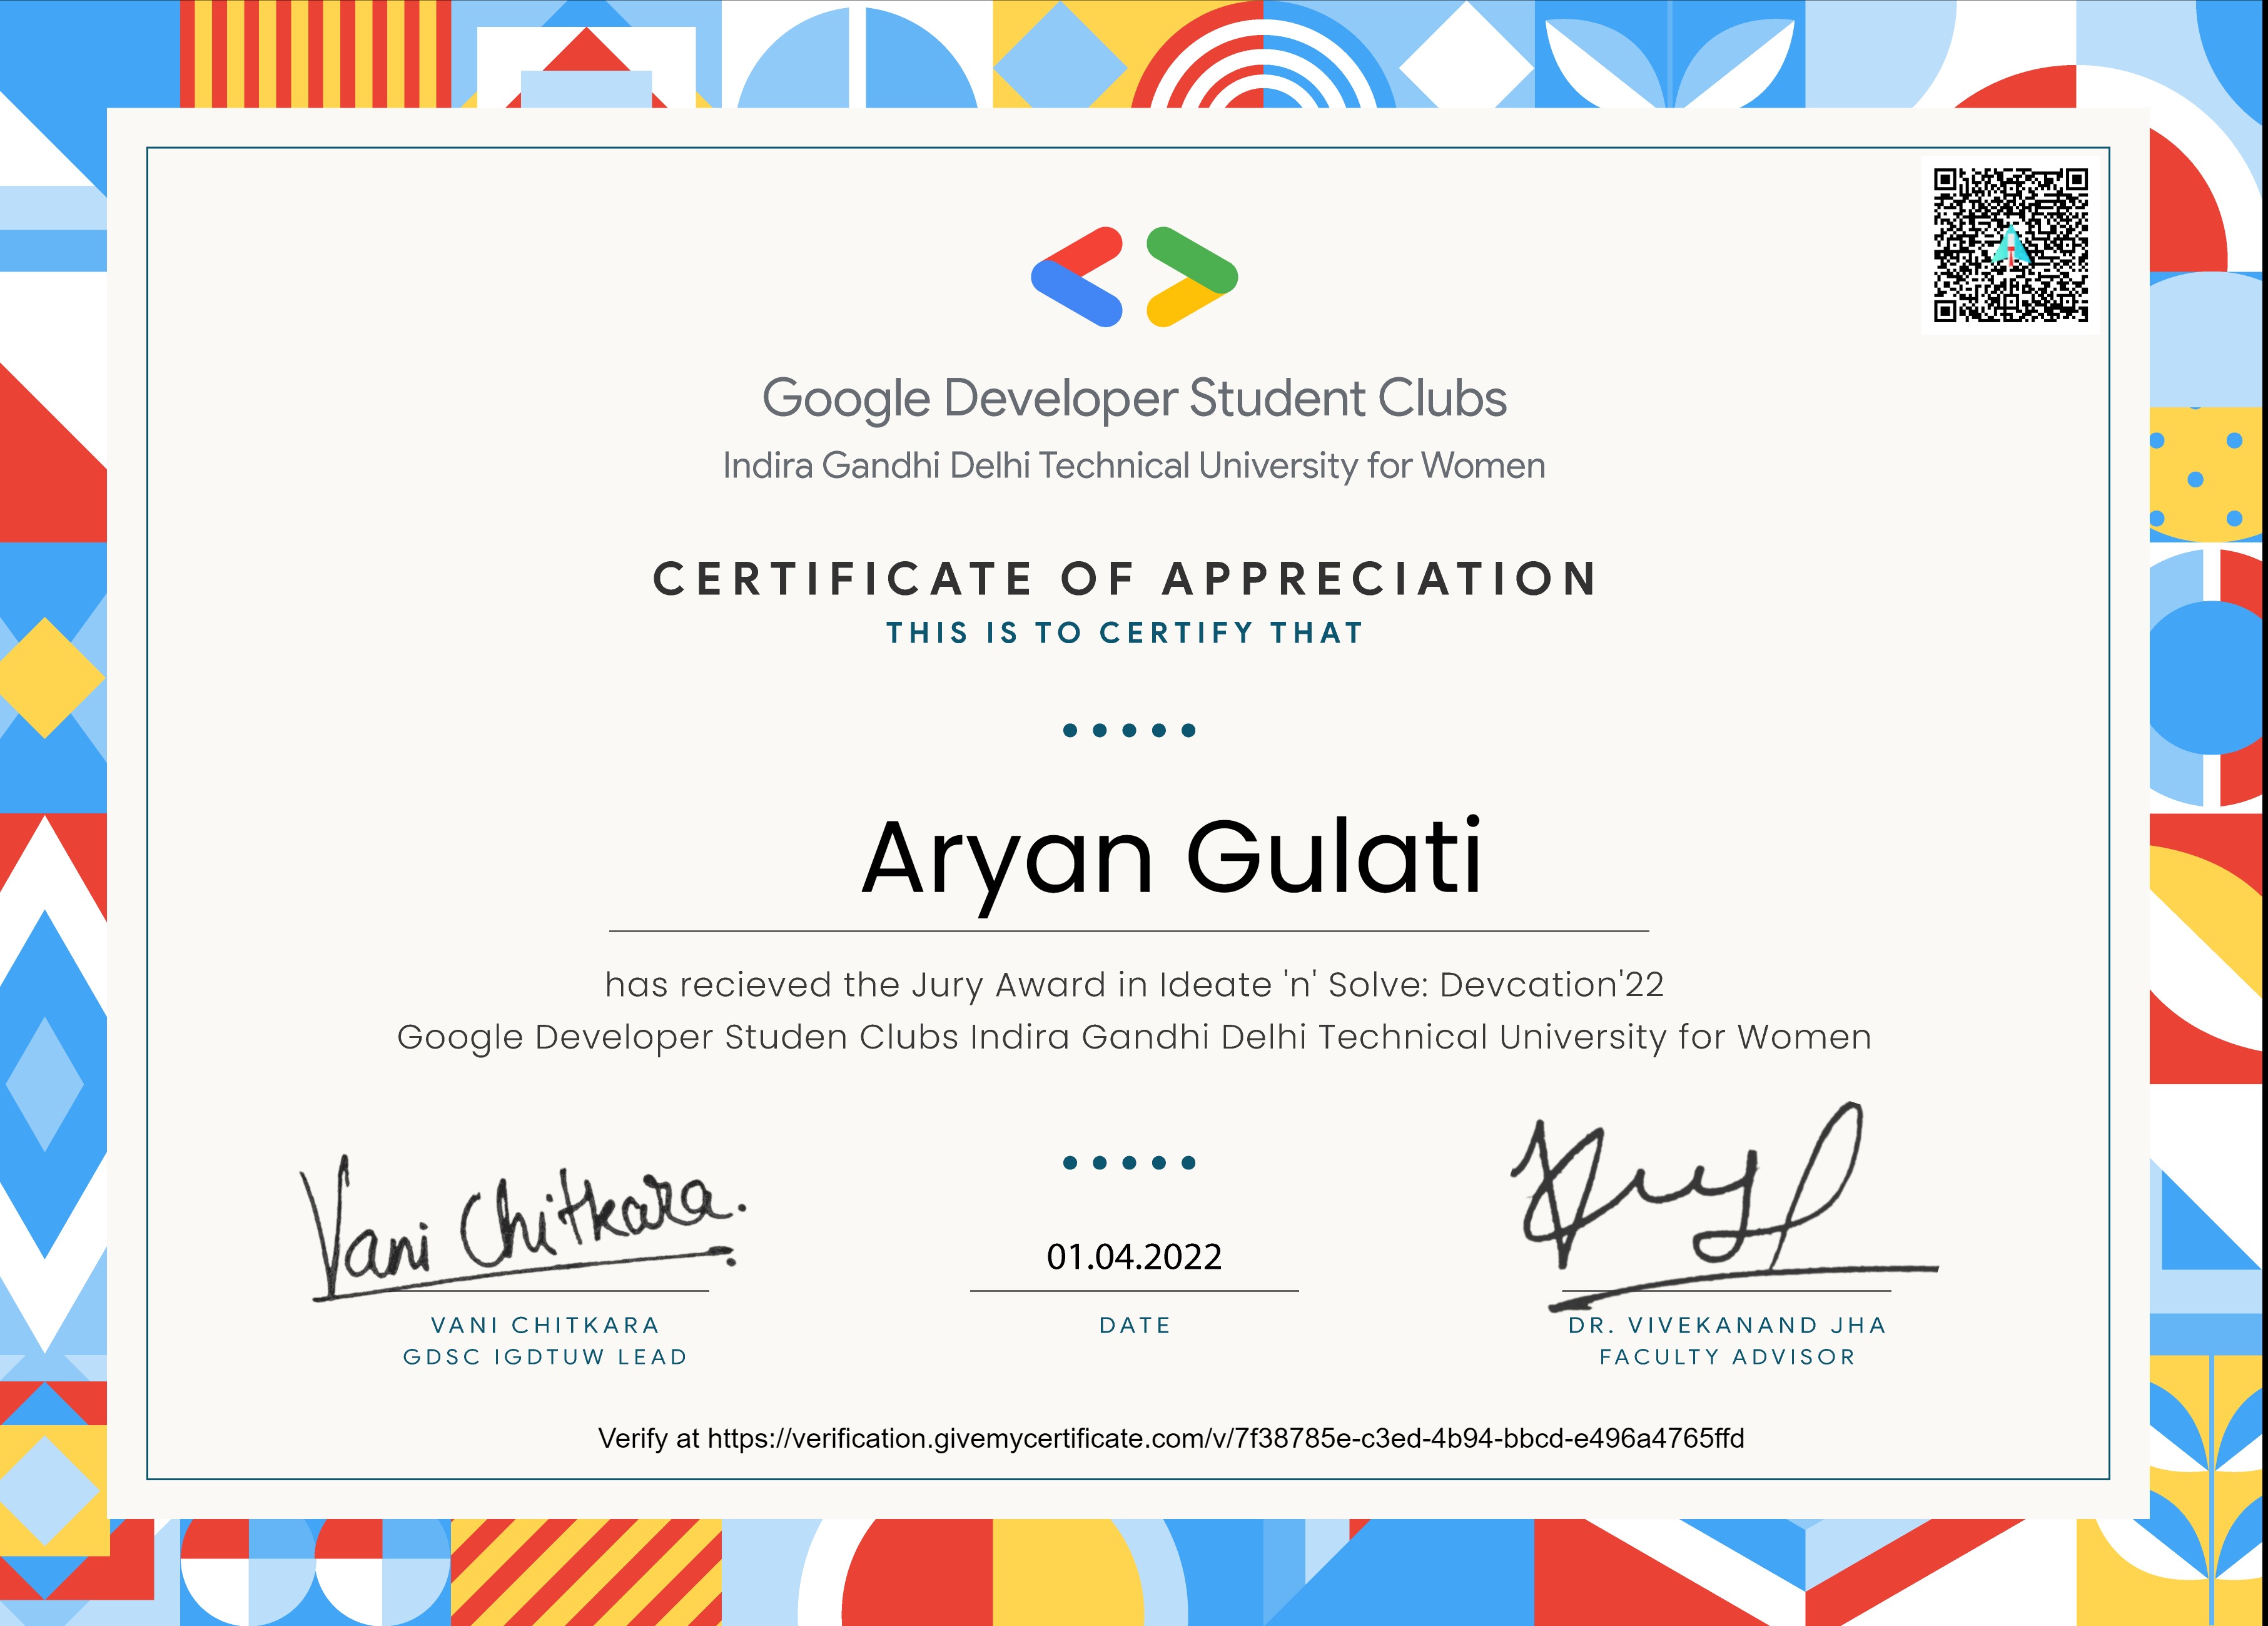 Google Developer Student Clubs
Indira Gandhi Delhi Technical University for Women
CERTIFICATE OF APPRECIATION
THIS IS TO CERTIFY THAT
Aryan Gulati
has recieved the Jury Award in Ideate 'n' Solve: Devcation'22
Google Developer Studen Clubs Indira Gandhi Delhi Technical University for Women
Vani Chitkara.
01.04.2022
VANI CHITKARA
GDSC IGDTUW LEAD
DATE
DR. VIVEKANAND JHA
FACULTY ADVISOR
Verify at https://verification.givemycertificate.com/v/7f38785e-c3ed-4b94-bbcd-e496a4765ffd